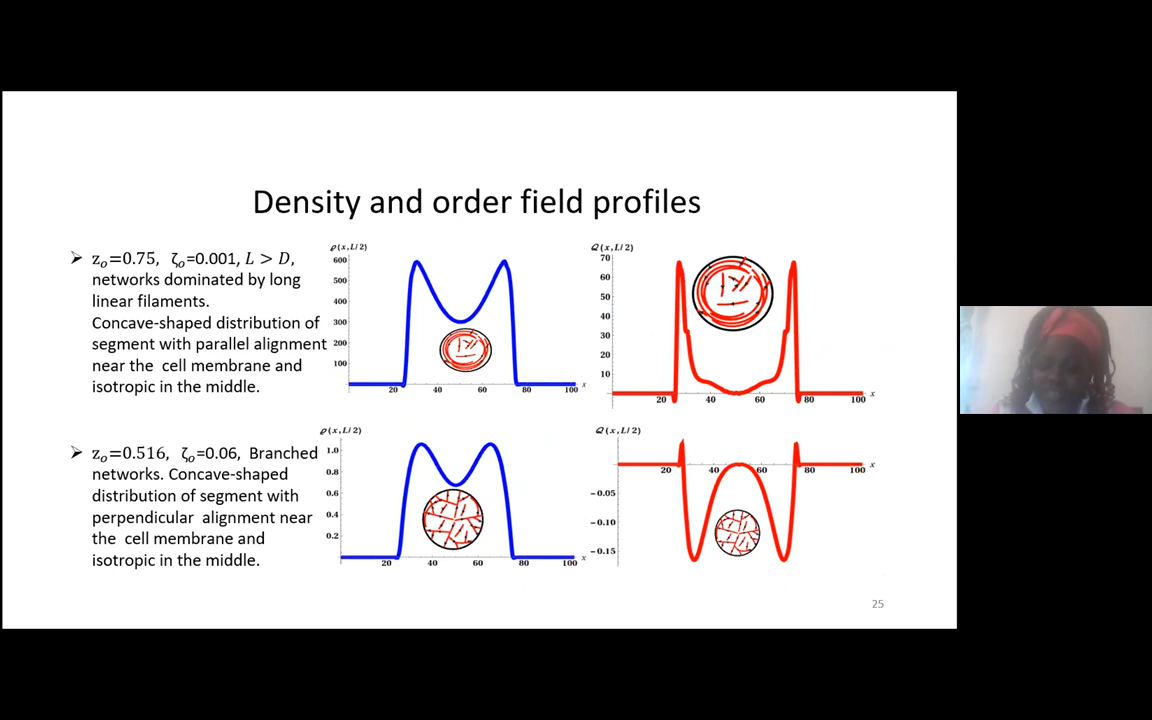 Density and order field profiles
➢ z₀=0.75, ζ₀=0.001, L > D,
networks dominated by long
linear filaments.
Concave-shaped distribution of
segment with parallel alignment
near the cell membrane and
isotropic in the middle.
ρ(x, L/2)
600
500
400
300
200
100
20 40 60 80 100 x
Q(x, L/2)
70
60
50
40
30
20
10
20 40 60 80 100 x
➢ z₀=0.516, ζ₀=0.06, Branched
networks. Concave-shaped
distribution of segment with
perpendicular alignment near
the cell membrane and
isotropic in the middle.
ρ(x, L/2)
1.0
0.8
0.6
0.4
0.2
20 40 60 80 100 x
Q(x, L/2)
20 40 60 80 100 x
-0.05
-0.10
-0.15
25